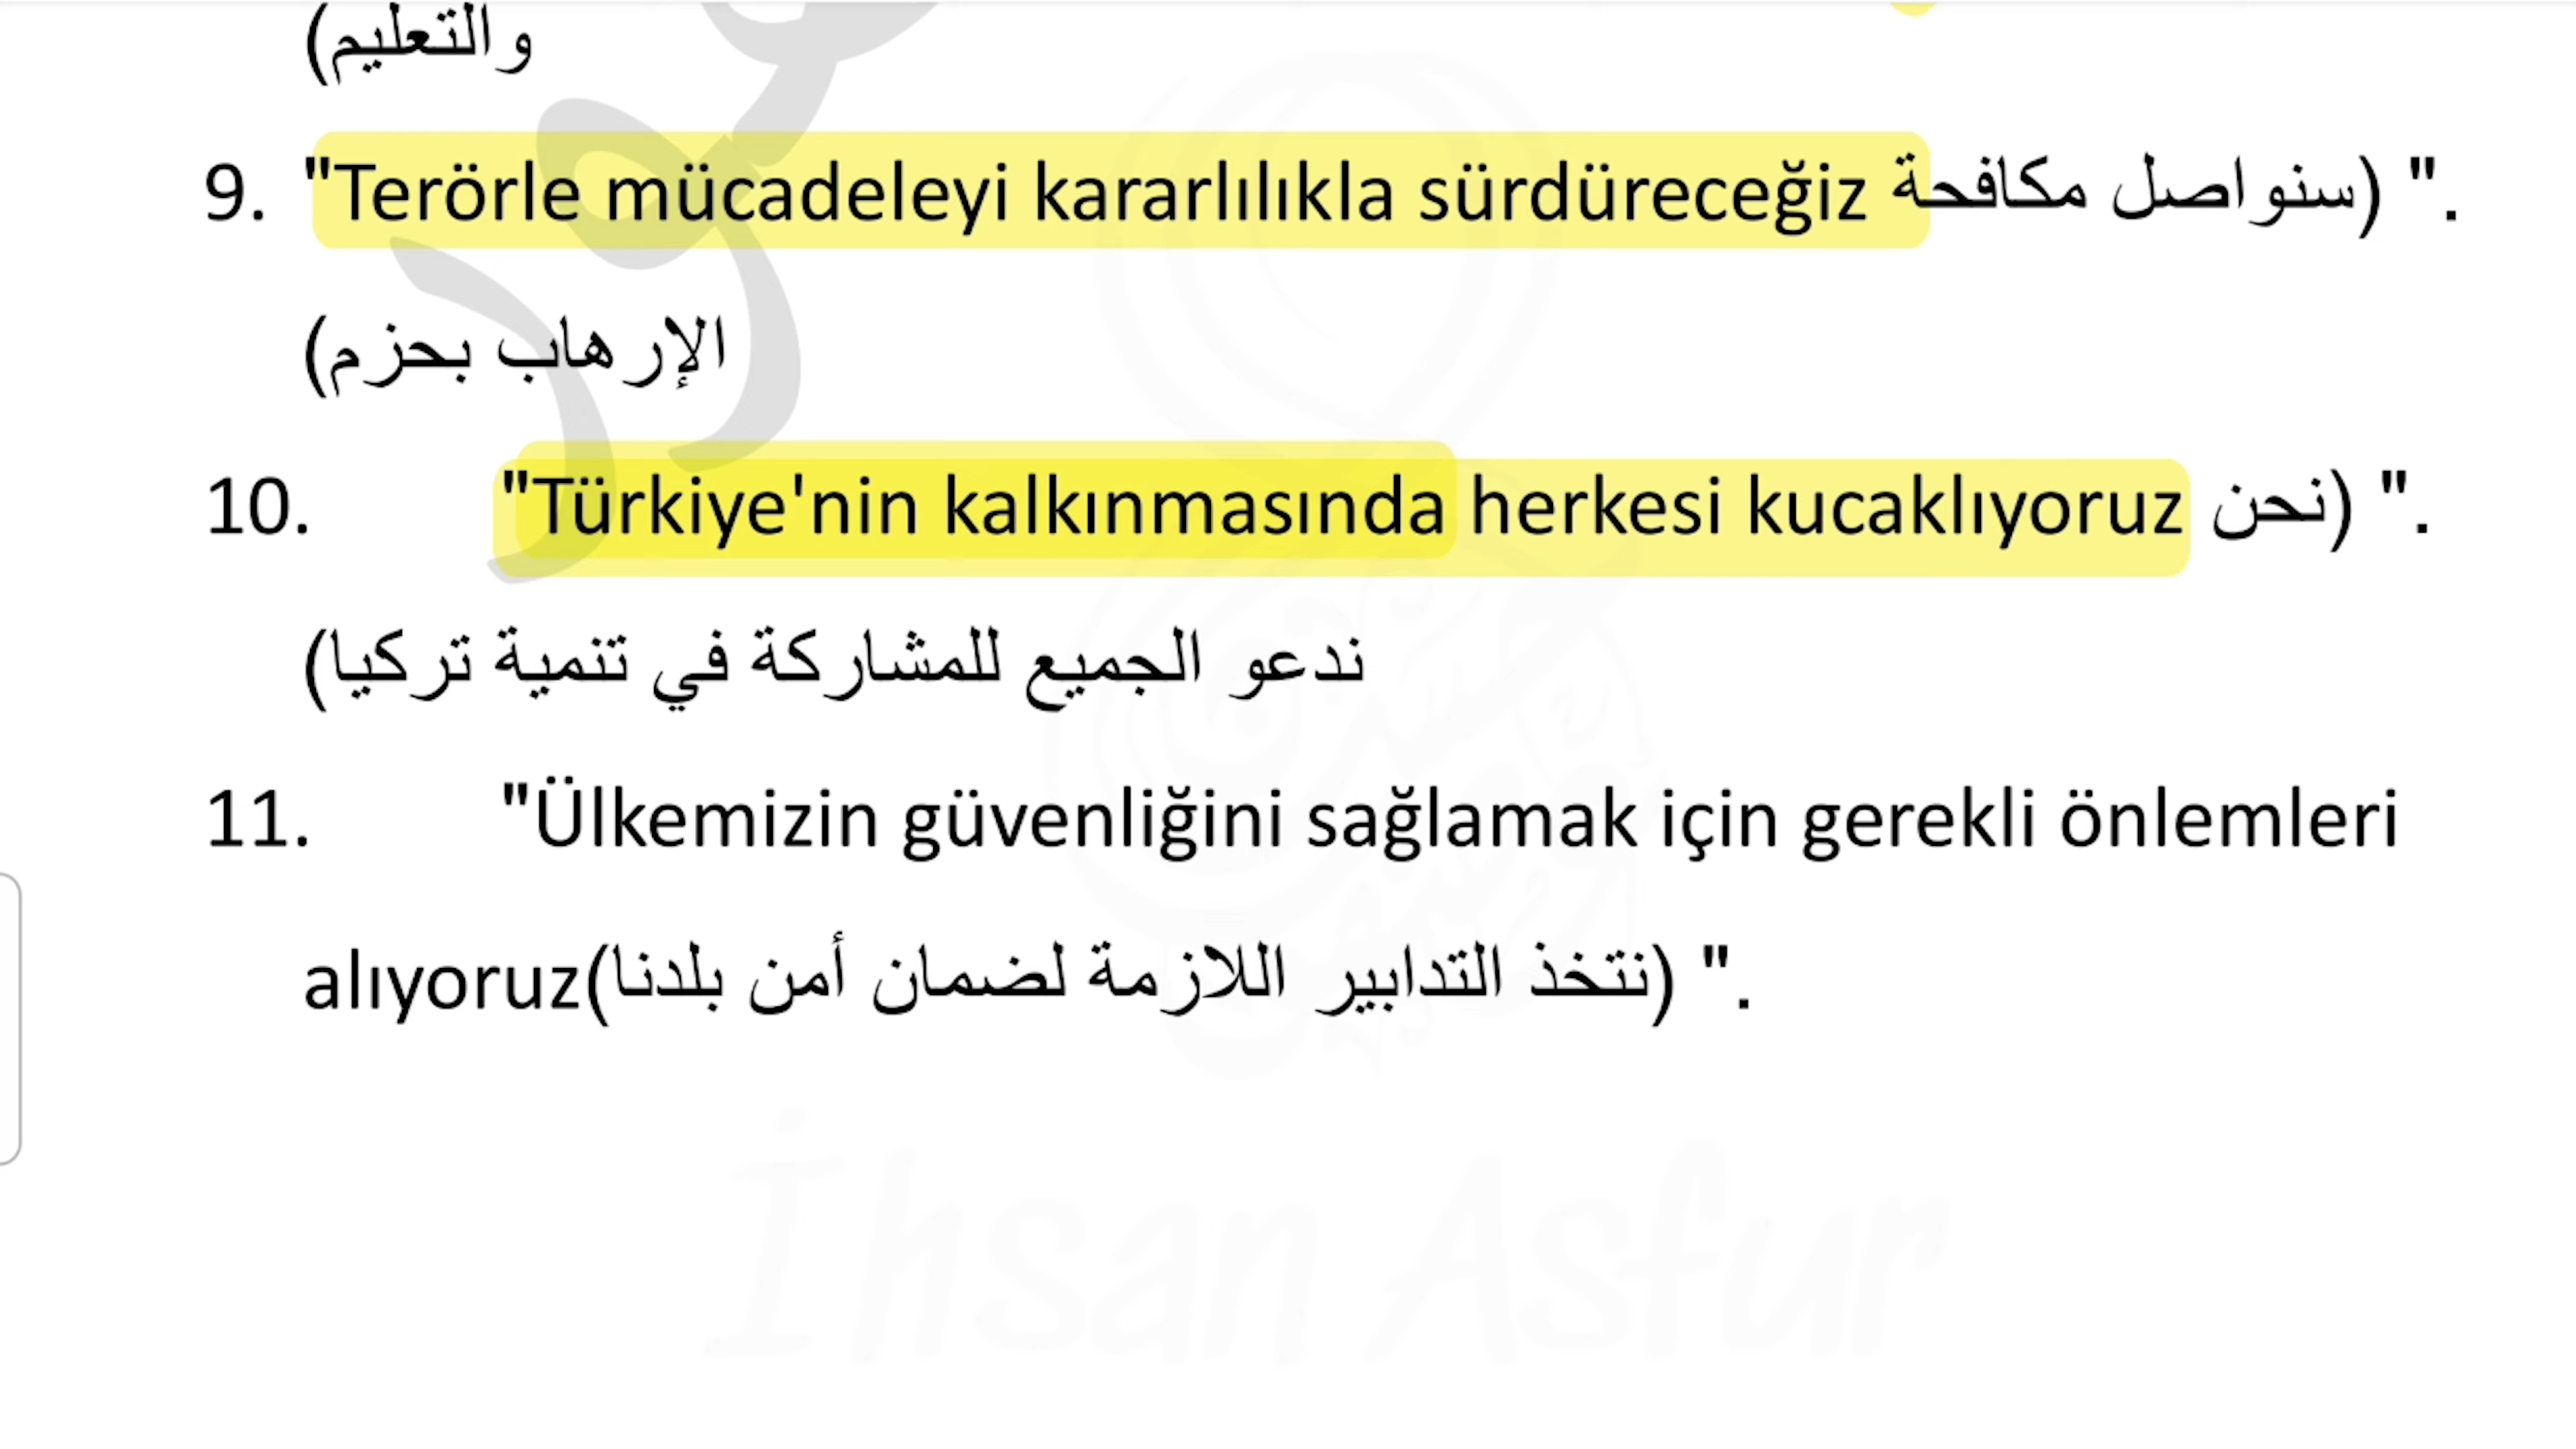 والتعليم)
9. "Terörle mücadeleyi kararlılıkla sürdüreceğiz (سنواصل مكافحة ".
الإرهاب بحزم)
10. "Türkiye'nin kalkınmasında herkesi kucaklıyoruz (نحن ".
ندعو الجميع للمشاركة في تنمية تركيا)
11. "Ülkemizin güvenliğini sağlamak için gerekli önlemleri
alıyoruz(نتخذ التدابير اللازمة لضمان أمن بلدنا) ".
İhsan Asfur